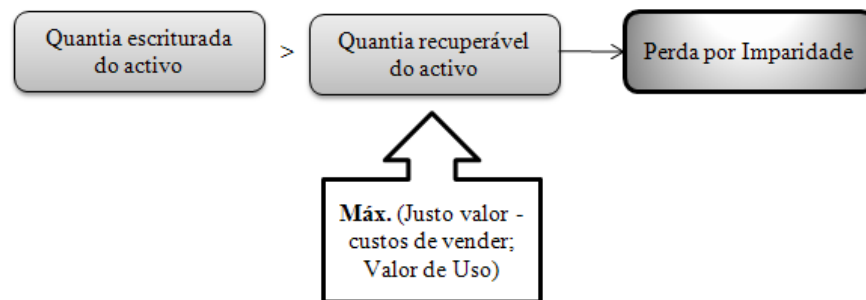 Quantia escriturada
do activo
>
Quantia recuperável
do activo
Perda por Imparidade
Máx. (Justo valor -
custos de vender;
Valor de Uso)